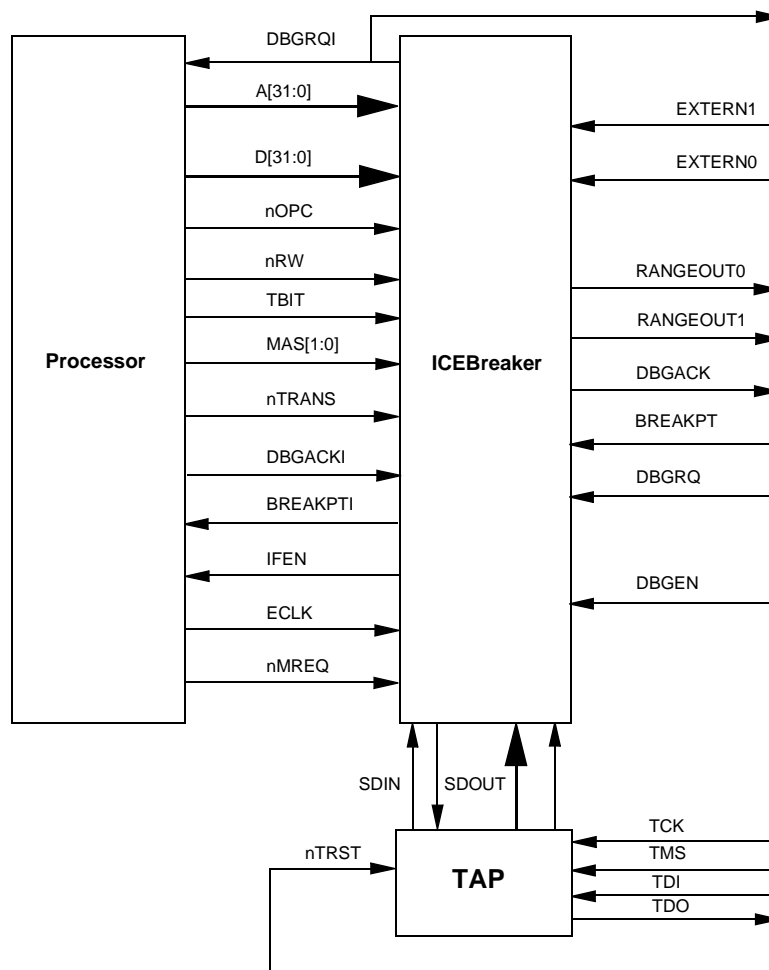 DBGRQI
A[31:0]
EXTERN1
D[31:0]
EXTERN0
nOPC
nRW
RANGEOUT0
TBIT
RANGEOUT1
MAS[1:0]
Processor
ICEBreaker
DBGACK
nTRANS
BREAKPT
DBGACKI
DBGRQ
BREAKPTI
IFEN
DBGEN
ECLK
nMREQ
SDIN
SDOUT
TCK
nTRST
TMS
TAP
TDI
TDO